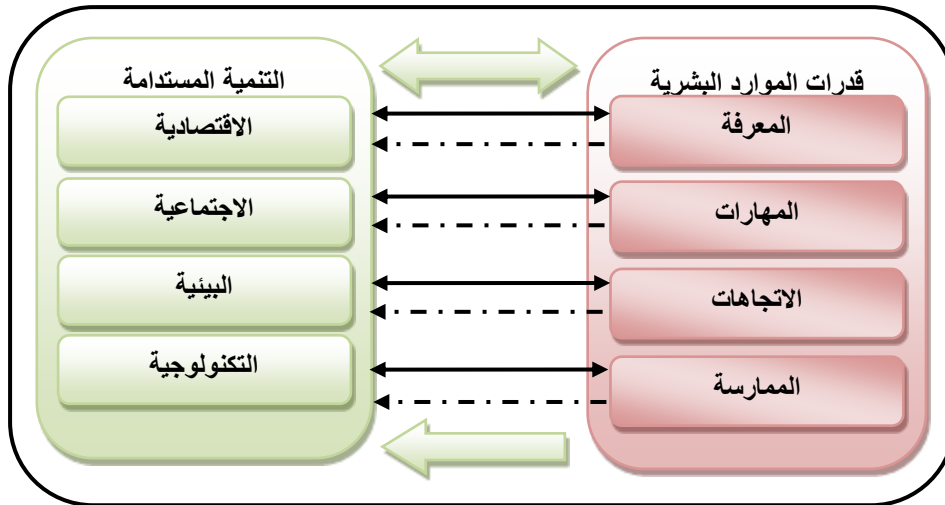 قدرات الموارد البشرية
المعرفة
المهارات
الاتجاهات
الممارسة
التنمية المستدامة
الاقتصادية
الاجتماعية
البيئية
التكنولوجية